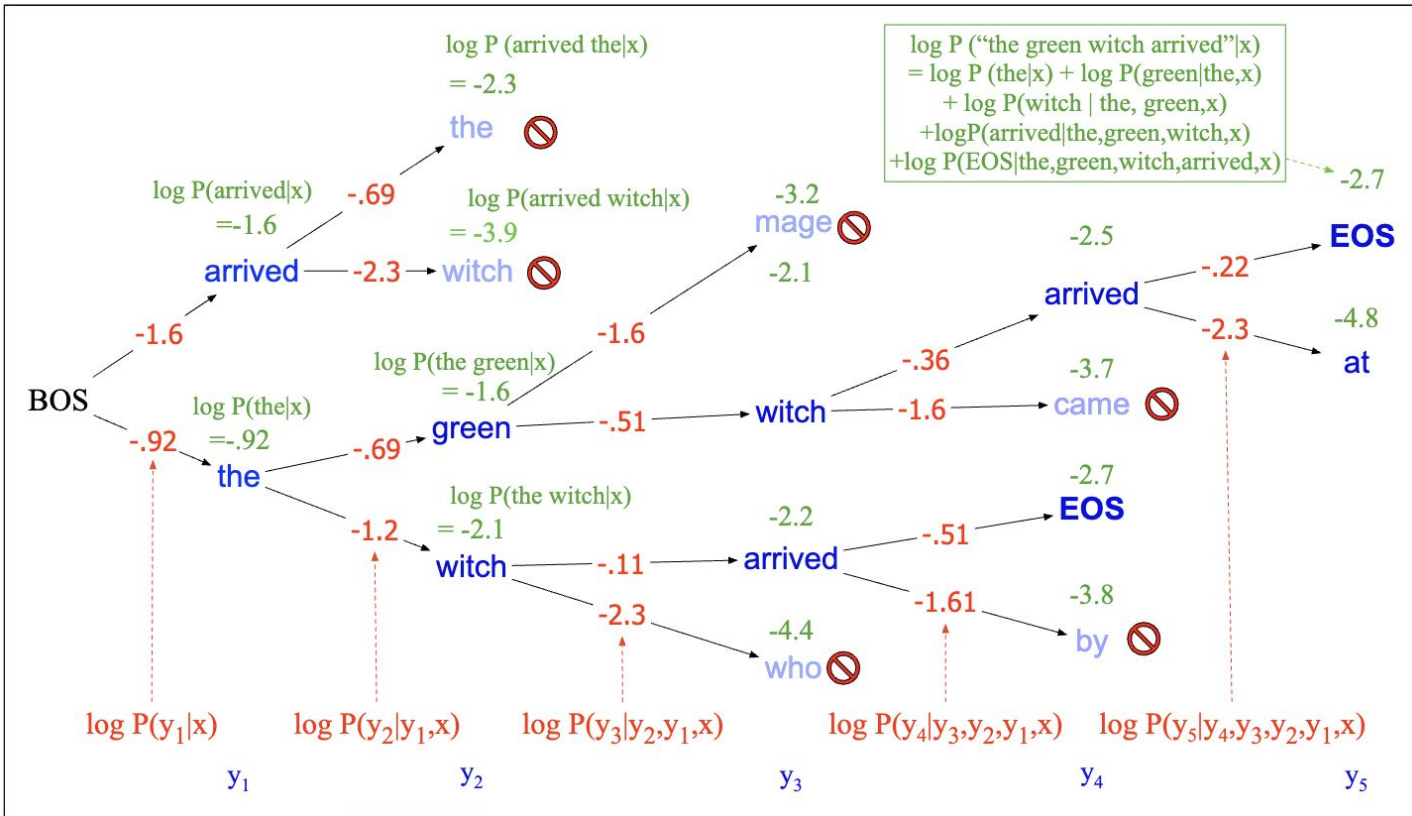 log P (arrived the|x)
= -2.3
the
log P(arrived|x)
=-1.6
-.69
log P(arrived witch|x)
= -3.9
arrived
-2.3
witch
-1.6
BOS
log P(the|x)
=-.92
-.92
the
log P(the green|x)
= -1.6
-.69
green
-1.2
log P(the witch|x)
= -2.1
witch
-3.2
mage
-2.1
-1.6
-.51
witch
-2.2
-.11
arrived
-2.3
-4.4
who
log P (“the green witch arrived”|x)
= log P (the|x) + log P(green|the,x)
+ log P(witch | the, green,x)
+logP(arrived|the,green,witch,x)
+log P(EOS|the,green,witch,arrived,x)
-2.5
arrived
-.36
-3.7
-1.6
came
-2.7
EOS
-.51
-3.8
-1.61
by
-2.7
EOS
-.22
-4.8
-2.3
at
log P(y1|x)
log P(y2|y1,x)
log P(y3|y2,y1,x)
log P(y4|y3,y2,y1,x)
log P(y5|y4,y3,y2,y1,x)
y1
y2
y3
y4
y5